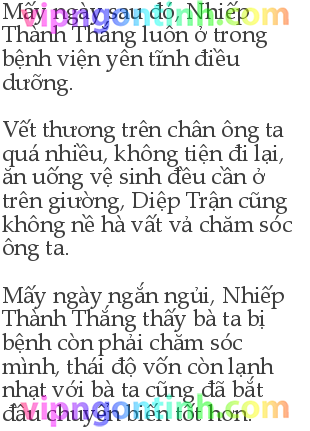 Mấy ngày sau đó, Nhiếp
Thành Thắng luôn ở trong
bệnh viện yên tĩnh điều
dưỡng.
Vết thương trên chân ông ta
quá nhiều, không tiện đi lại,
ăn uống vệ sinh đều cần ở
trên giường, Diệp Trận cũng
không nề hà vất vả chăm sóc
ông ta.
Mấy ngày ngắn ngủi, Nhiếp
Thành Thắng thấy bà ta bị
bệnh còn phải chăm sóc
mình, thái độ vốn còn lạnh
nhạt với bà ta cũng đã bắt
đầu chuyển biến tốt hơn.
vipngontinh.com
vipngontinh.com